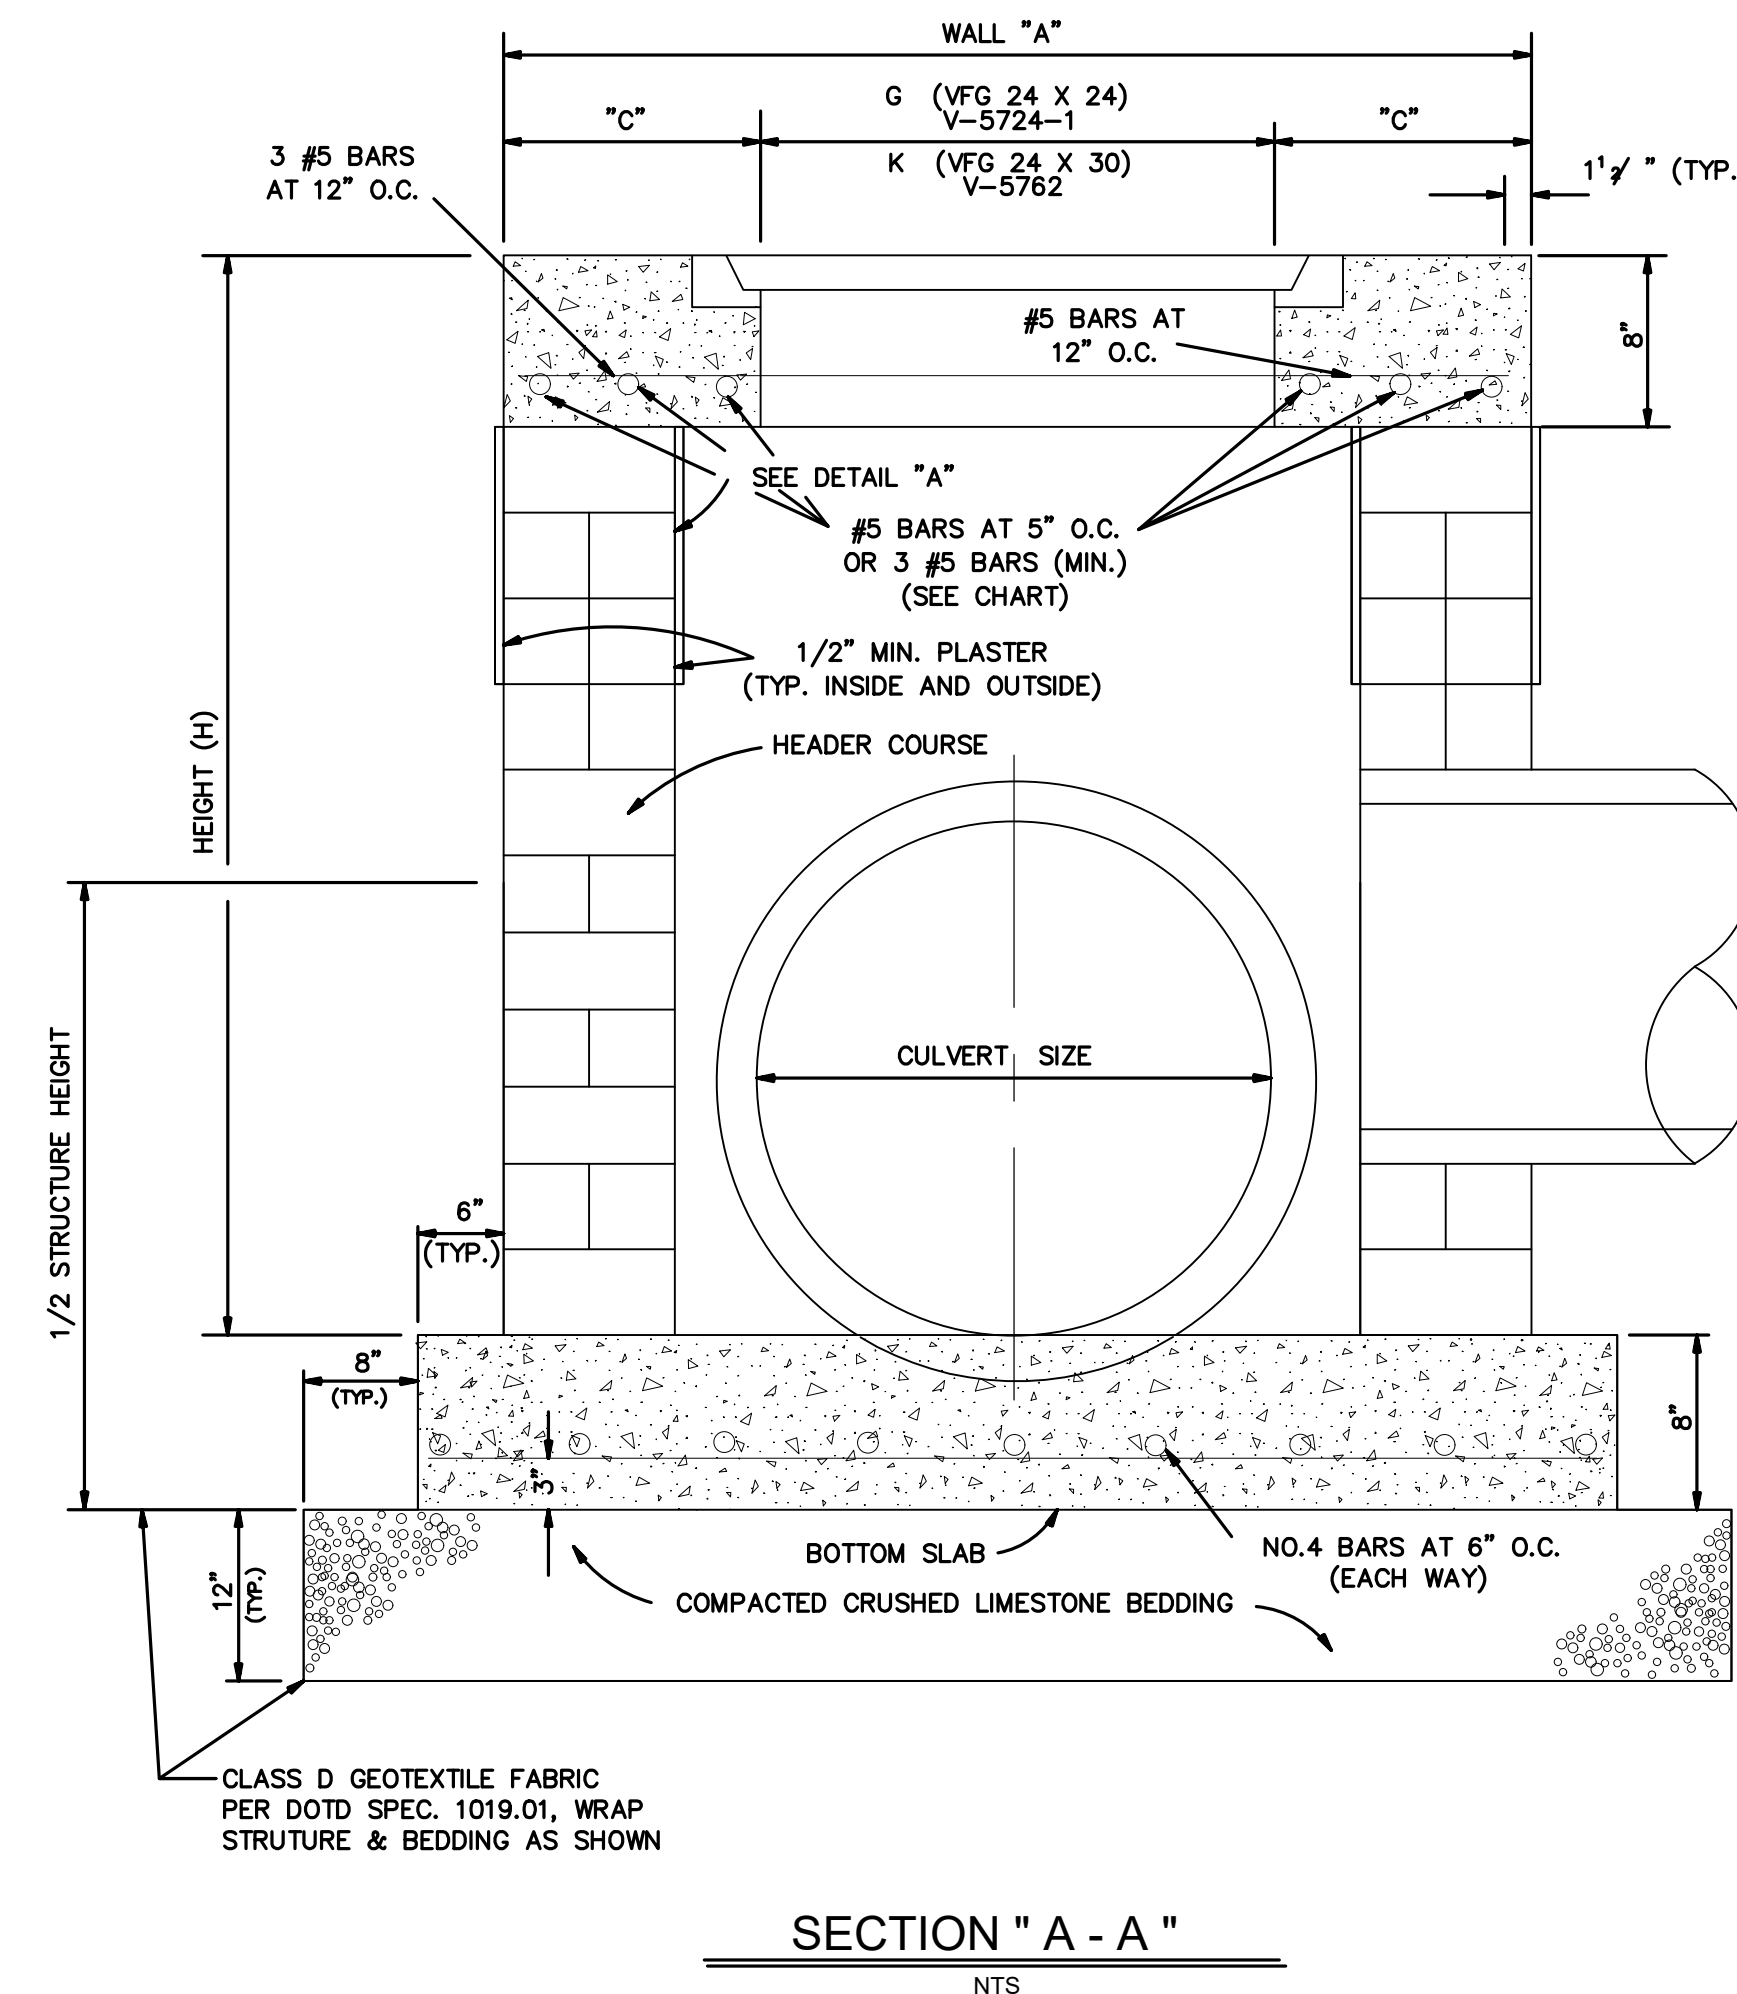 WALL "A"
G (VFG 24 X 24)
V-5724-1
"C"
"C"
K (VFG 24 X 30)
V-5762
3 #5 BARS
AT 12" O.C.
1 1/2 " (TYP.
#5 BARS AT
12" O.C.
8"
SEE DETAIL "A"
#5 BARS AT 5" O.C.
OR 3 #5 BARS (MIN.)
(SEE CHART)
1/2" MIN. PLASTER
(TYP. INSIDE AND OUTSIDE)
HEADER COURSE
HEIGHT (H)
CULVERT SIZE
1/2 STRUCTURE HEIGHT
6"
(TYP.)
8"
(TYP.)
8"
3"
12"
(TYP.)
BOTTOM SLAB
NO.4 BARS AT 6" O.C.
(EACH WAY)
COMPACTED CRUSHED LIMESTONE BEDDING
CLASS D GEOTEXTILE FABRIC
PER DOTD SPEC. 1019.01, WRAP
STRUTURE & BEDDING AS SHOWN
SECTION " A - A "
NTS